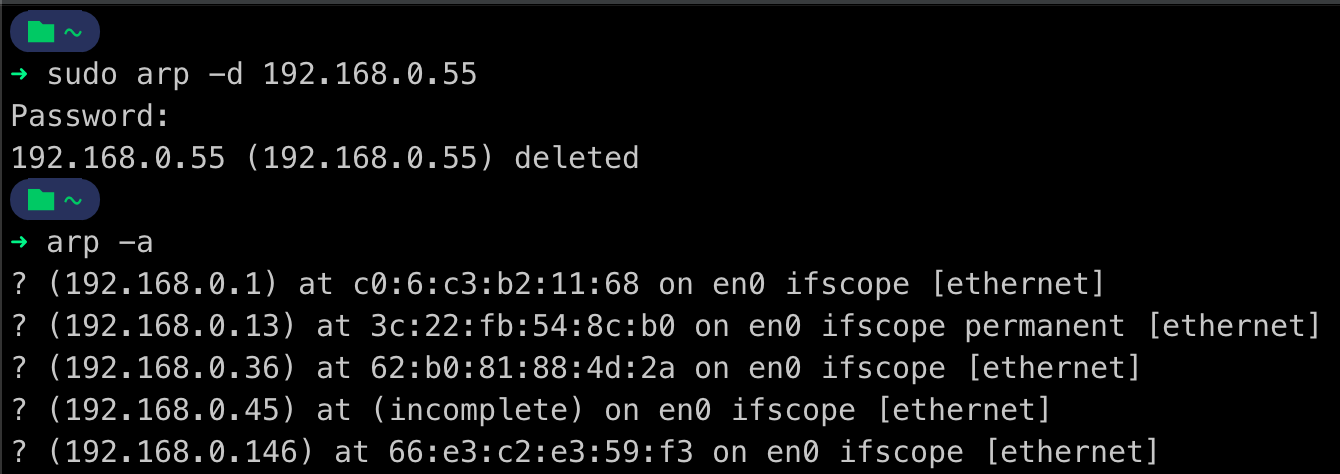 ~
→ sudo arp -d 192.168.0.55
Password:
192.168.0.55 (192.168.0.55) deleted
~
→ arp -a
? (192.168.0.1) at c0:6:c3:b2:11:68 on en0 ifscope [ethernet]
? (192.168.0.13) at 3c:22:fb:54:8c:b0 on en0 ifscope permanent [ethernet]
? (192.168.0.36) at 62:b0:81:88:4d:2a on en0 ifscope [ethernet]
? (192.168.0.45) at (incomplete) on en0 ifscope [ethernet]
? (192.168.0.146) at 66:e3:c2:e3:59:f3 on en0 ifscope [ethernet]